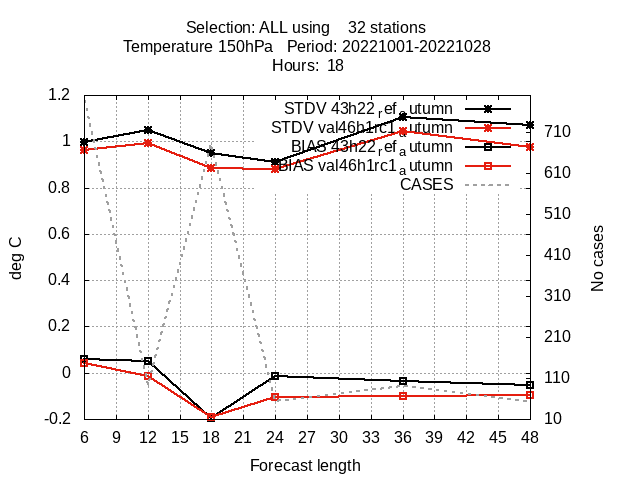 Selection: ALL using    32 stations
Temperature 150hPa   Period: 20221001-20221028
Hours: 18
STDV 43h22_ref_autumn
STDV val46h1rc1_autumn
BIAS 43h22_ref_autumn
BIAS val46h1rc1_autumn
CASES
1.2
1
0.8
0.6
0.4
0.2
0
-0.2
deg C
710
610
510
410
310
210
110
10
No cases
6 9 12 15 18 21 24 27 30 33 36 39 42 45 48
Forecast length